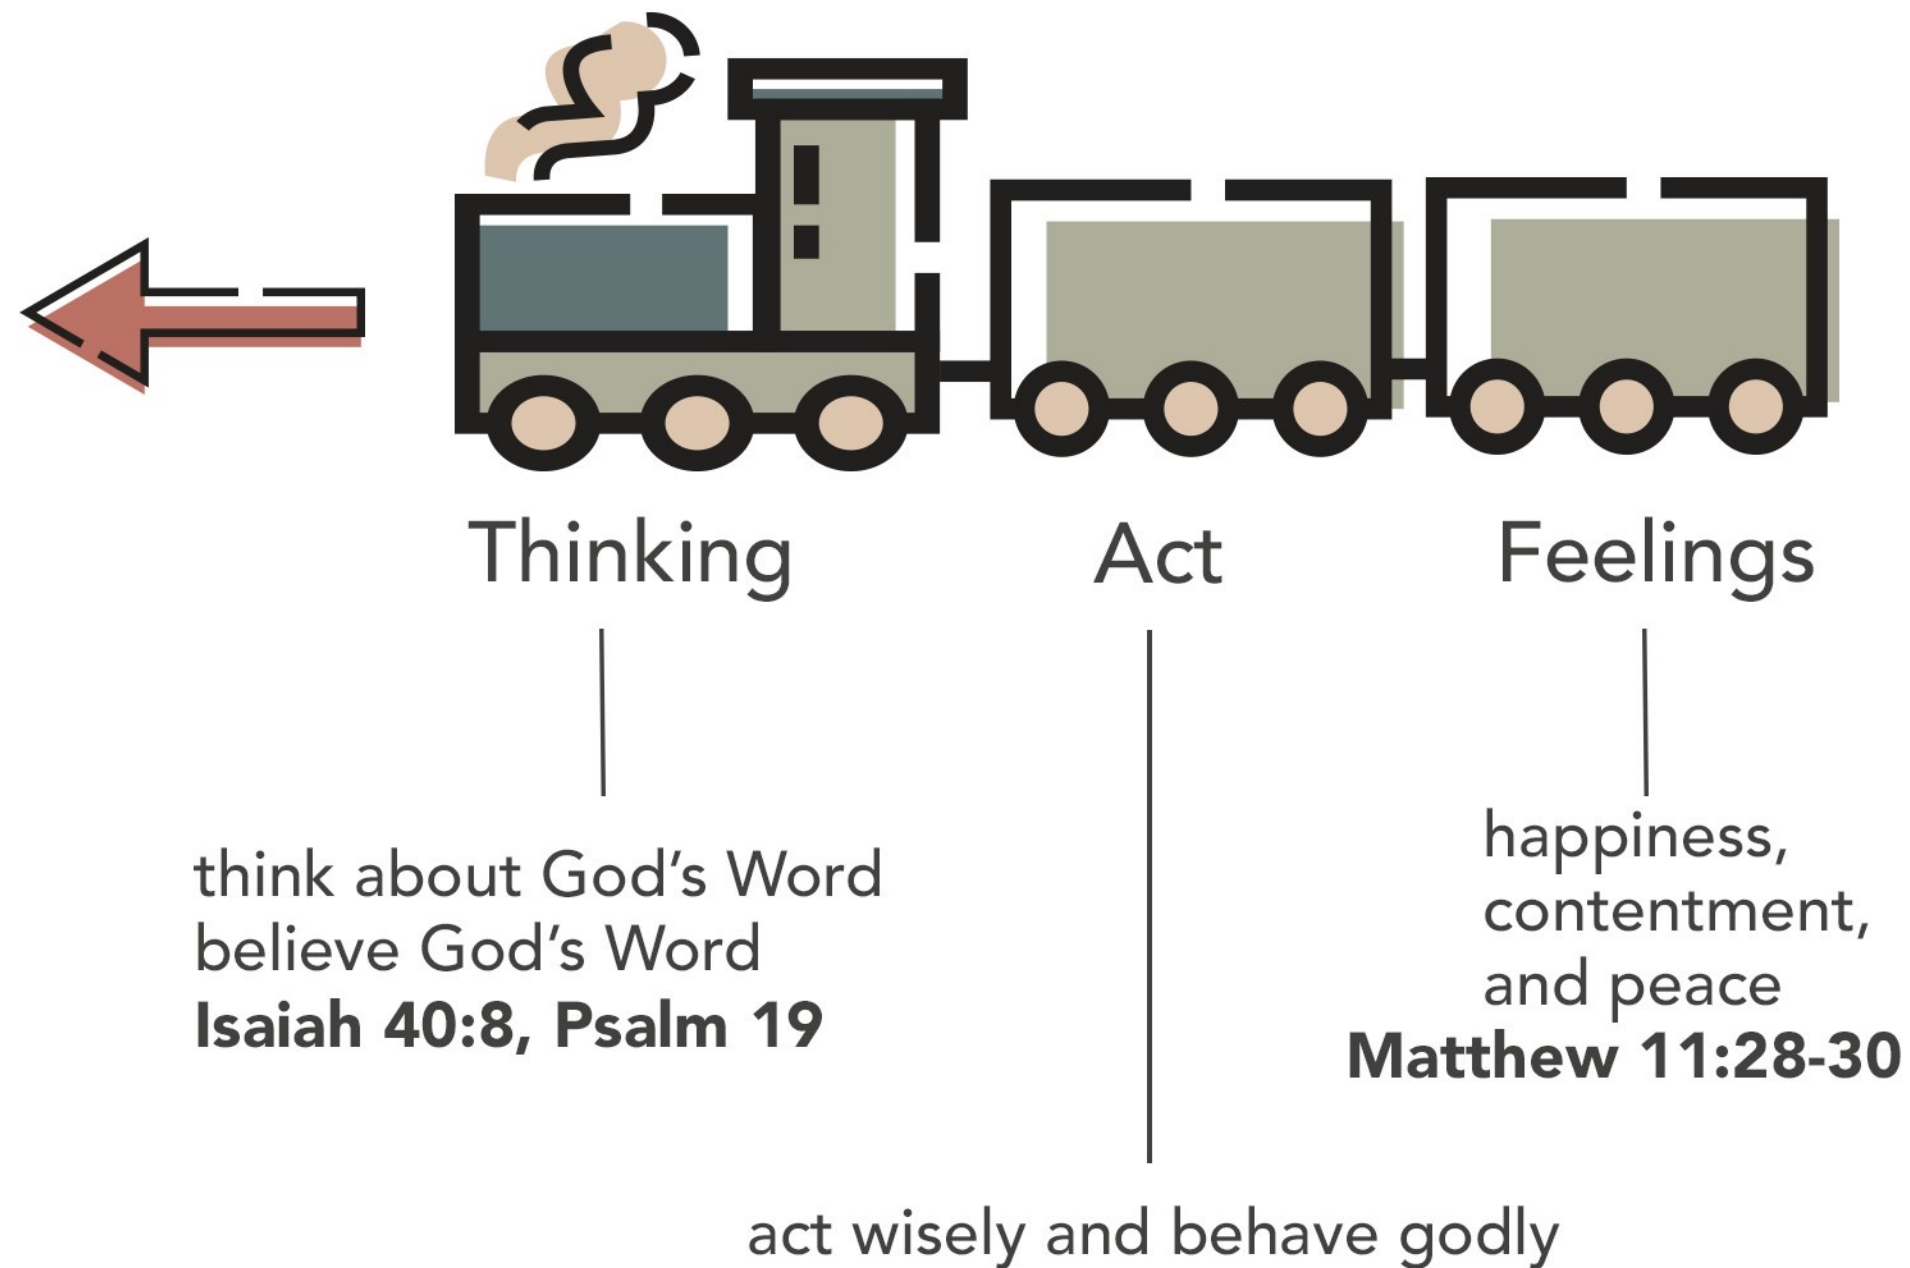 Thinking
Act
Feelings
think about God’s Word
believe God’s Word
Isaiah 40:8, Psalm 19
happiness,
contentment,
and peace
Matthew 11:28-30
act wisely and behave godly